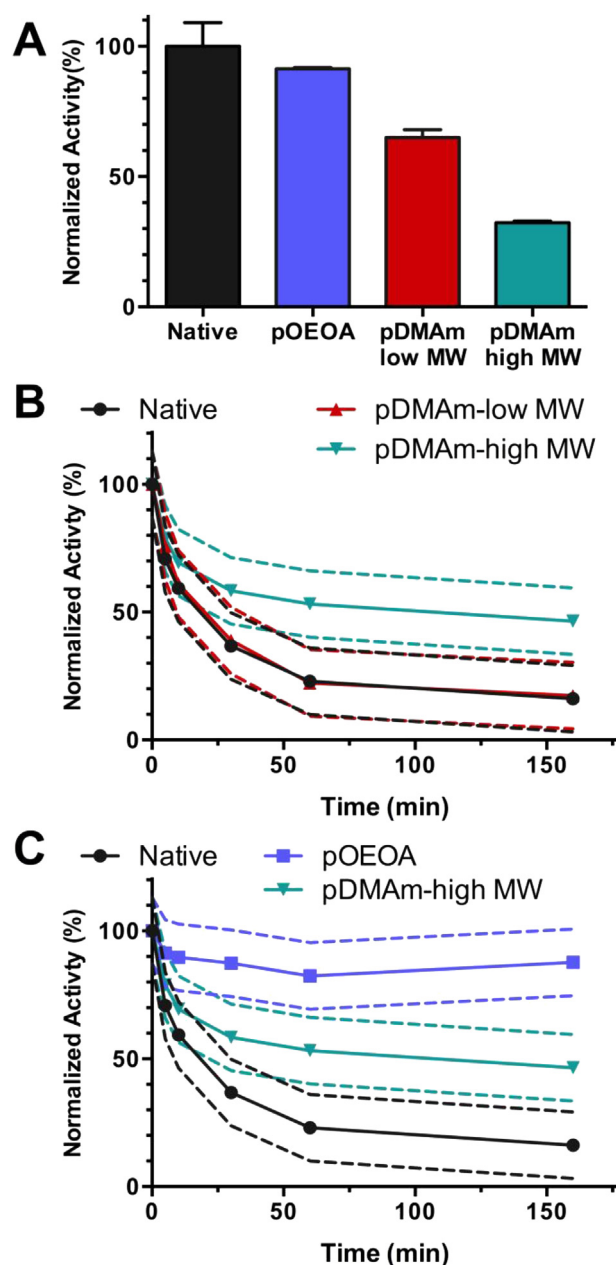 A
Normalized Activity(%)
100
50
0
Native
pOEOA
pDMAm
low MW
pDMAm
high MW
B
Native
pDMAm-low MW
pDMAm-high MW
Normalized Activty (%)
100
50
0
0
50
100
150
Time (min)
C
Native
pOEOA
pDMAm-high MW
Normalized Activty (%)
100
50
0
0
50
100
150
Time (min)